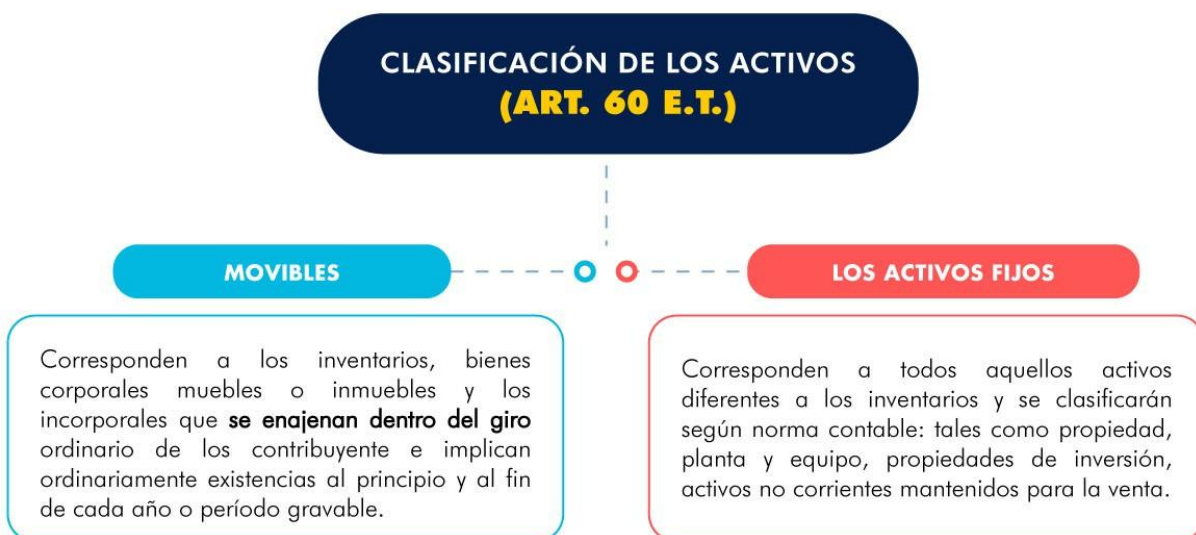 CLASIFICACIÓN DE LOS ACTIVOS
(ART. 60 E.T.)
MOVIBLES
Corresponden a los inventarios, bienes
corporales muebles o inmuebles y los
incorporales que se enajenan dentro del giro
ordinario de los contribuyente e implican
ordinariamente existencias al principio y al fin
de cada año o período gravable.
LOS ACTIVOS FIJOS
Corresponden a todos aquellos activos
diferentes a los inventarios y se clasificarán
según norma contable: tales como propiedad,
planta y equipo, propiedades de inversión,
activos no corrientes mantenidos para la venta.